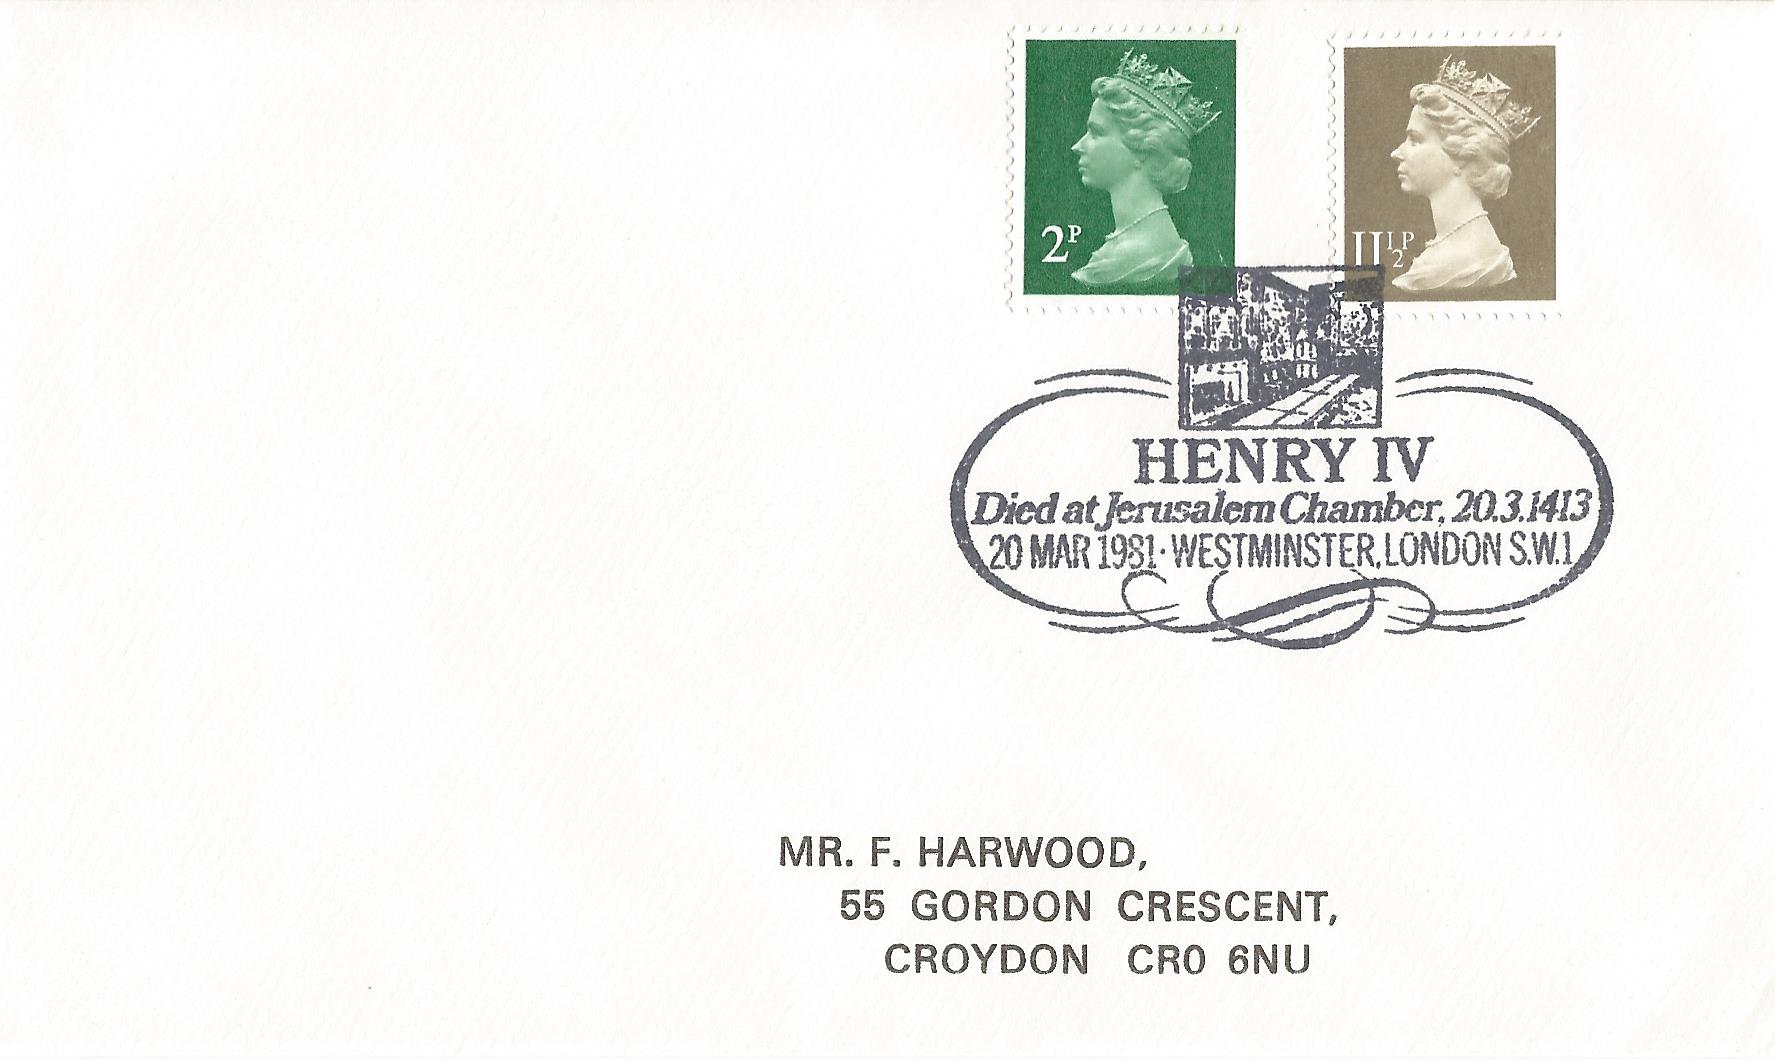 2P
11½P
HENRY IV
Died at Jerusalem Chamber, 20.3.1413
20 MAR 1981 · WESTMINSTER, LONDON S.W.1
MR. F. HARWOOD,
55 GORDON CRESCENT,
CROYDON CR0 6NU